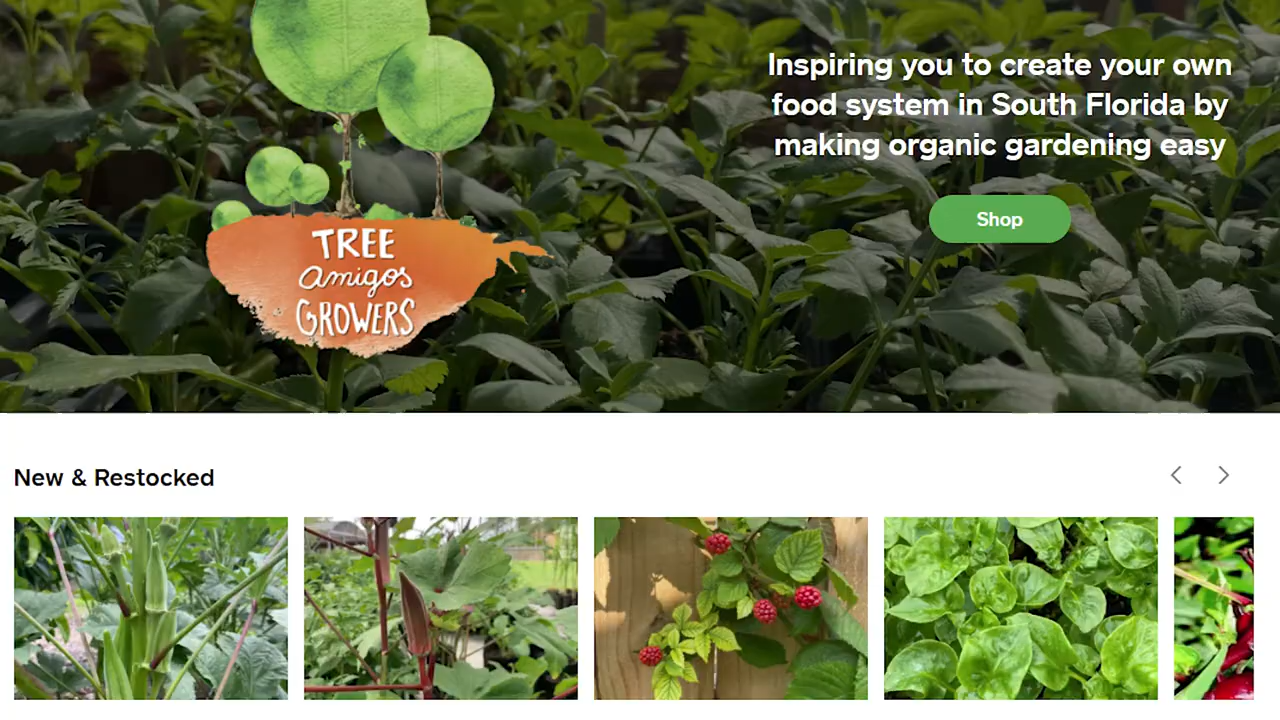 TREE
amigos
GROWERS
Inspiring you to create your own
food system in South Florida by
making organic gardening easy
Shop
New & Restocked